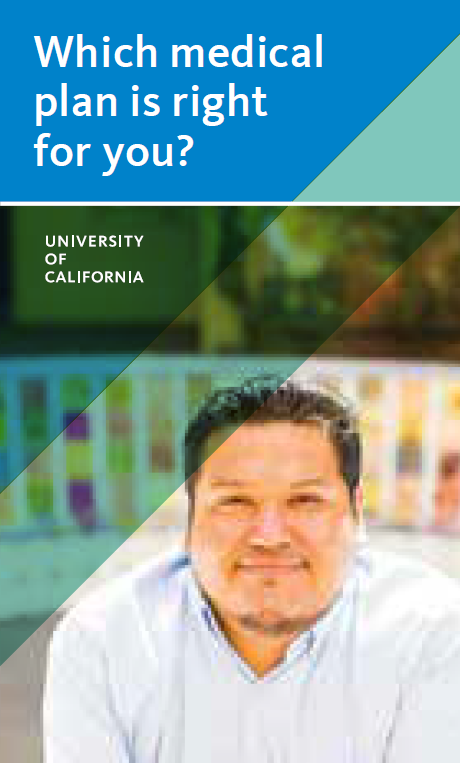 Which medical
plan is right
for you?
UNIVERSITY
OF
CALIFORNIA